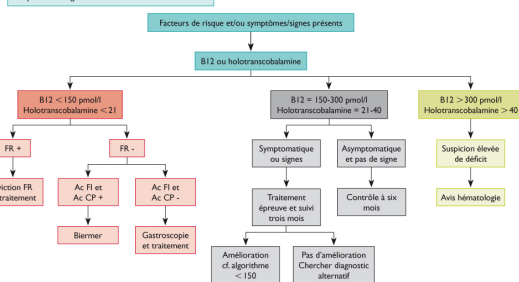 Facteurs de risque et/ou symptômes/signes présents
B12 ou holotranscobalamine
B12 < 150 pmol/l
Holotranscobalamine < 21
B12 = 150-300 pmol/l
Holotranscobalamine = 21-40
B12 > 300 pmol/l
Holotranscobalamine > 40
FR +
FR -
Symptomatique
ou signes
Asymptomatique
et pas de signe
Suspicion élevée
de déficit
traitement
Ac FI et
Ac CP +
Ac FI et
Ac CP -
Traitement
épreuve et suivi
trois mois
Contrôle à six
mois
Avis hématologie
Biermer
Gastroscopie
et traitement
Amélioration
cf. algorithme
< 150
Pas d'amélioration
Chercher diagnostic
alternatif